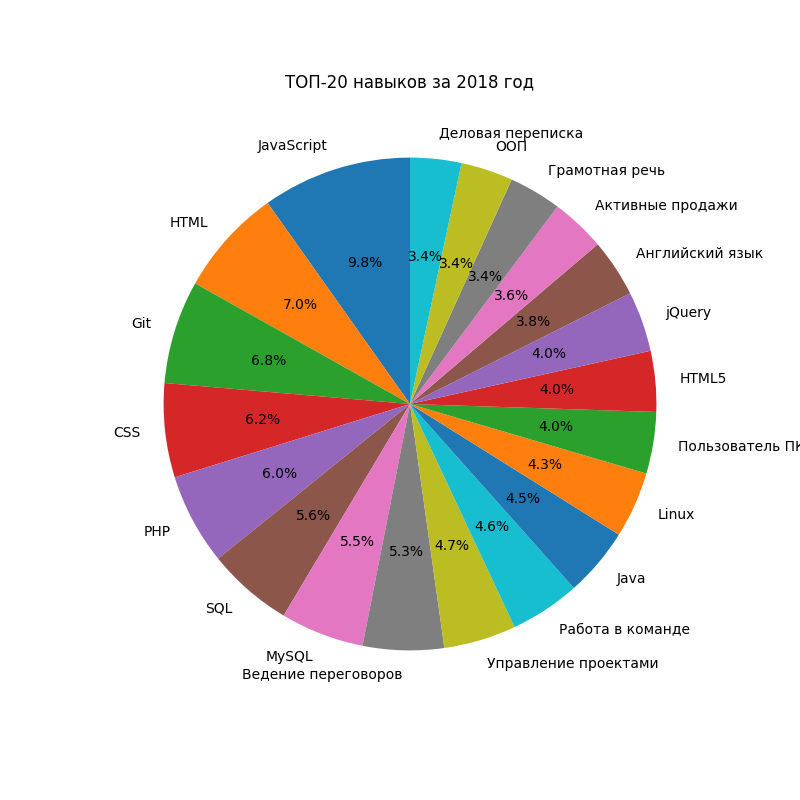 ТОП-20 навыков за 2018 год
JavaScript
9.8%
HTML
7.0%
Git
6.8%
CSS
6.2%
PHP
6.0%
SQL
5.6%
MySQL
5.5%
Ведение переговоров
5.3%
Управление проектами
4.7%
Работа в команде
4.6%
Java
4.5%
Linux
4.3%
Пользователь ПК
4.0%
HTML5
4.0%
jQuery
4.0%
Английский язык
3.8%
Активные продажи
3.6%
Грамотная речь
3.4%
ООП
3.4%
Деловая переписка
3.4%